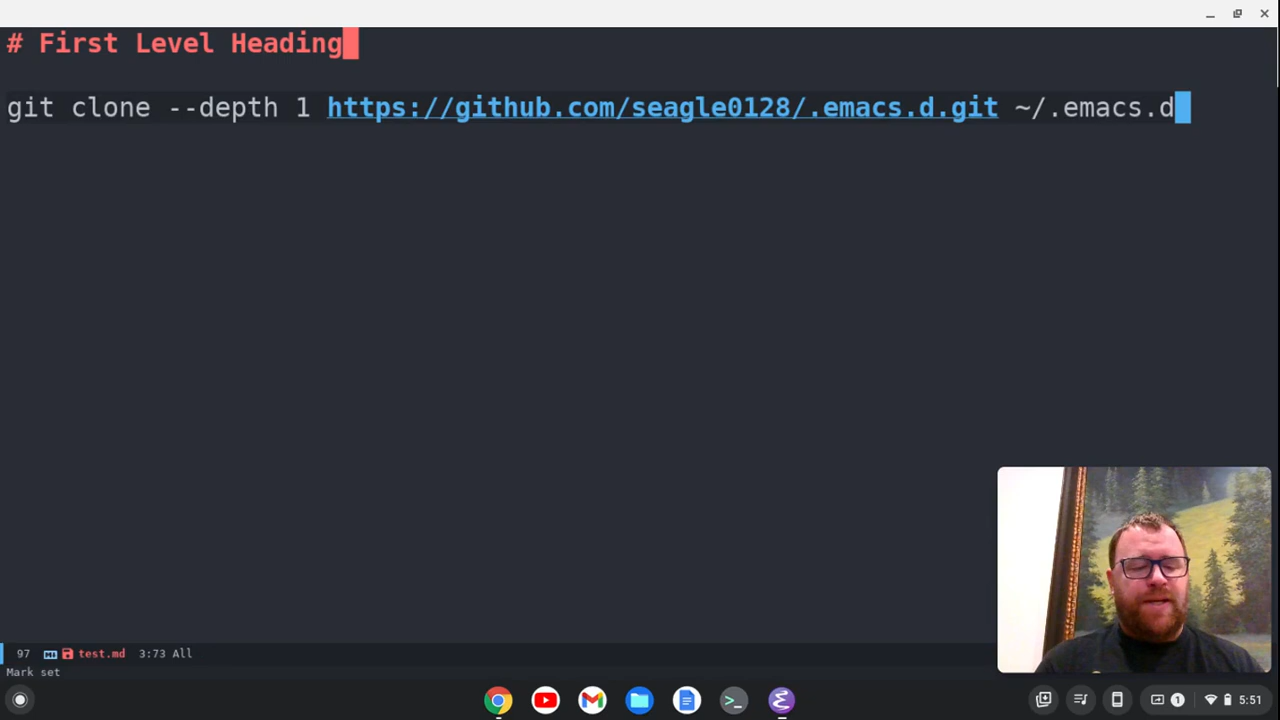 # First Level Heading
git clone --depth 1 https://github.com/seagle0128/.emacs.d.git ~/.emacs.d
97 test.md 3:73 All
Mark set
1 5:51